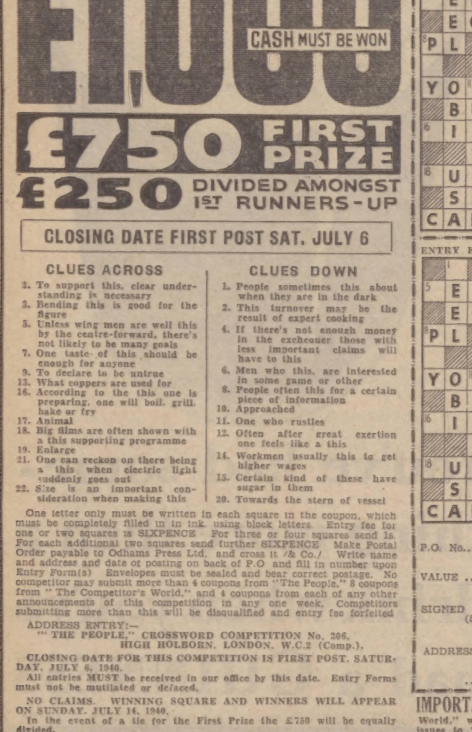 £1,000
CASH MUST BE WON
£750 FIRST PRIZE
£250 DIVIDED AMONGST 1ST RUNNERS-UP
CLOSING DATE FIRST POST SAT. JULY 6
CLUES ACROSS
2. To support this, clear under-
standing is necessary
3. Bending this is good for the
figure
5. Unless wing men are well this
by the centre-forward, there's
not likely to be many goals
7. One taste of this should be
enough for anyone
9. To declare to be untrue
13. What coppers are used for
16. According to the this one is
preparing, one will boil, grill,
bake or fry
17. Animal
18. Big films are often shown with
a this supporting programme
19. Enlarge
21. One can reckon on there being
a this when electric light
suddenly goes out
22. Size is an important con-
sideration when making this
CLUES DOWN
1. People sometimes this about
when they are in the dark
2. This turnover may be the
result of expert cooking
4. If there's not enough money
in the exchequer those with
less important claims will
have to this
6. Men who this, are interested
in some game or other
8. People often this for a certain
piece of information
10. Approached
11. One who rustles
12. Often after great exertion
one feels like a this
14. Workmen usually this to get
higher wages
15. Certain kind of these have
sugar in them
20. Towards the stern of vessel
One letter only must be written in each square in the coupon, which
must be completely filled in in ink, using block letters. Entry fee for
one or two squares is SIXPENCE. For three or four squares send 1s.
For each additional two squares send further SIXPENCE. Make Postal
Order payable to Odhams Press Ltd. and cross it /& Co./ Write name
and address and date of posting on back of P.O and fill in number upon
Entry Form(s) Envelopes must be sealed and bear correct postage. No
competitor may submit more than 4 coupons from "The People," 8 coupons
from "The Competitor's World," and 4 coupons from each of any other
announcements of this competition in any one week. Competitors
submitting more than this will be disqualified and entry fee forfeited
ADDRESS ENTRY:—
"THE PEOPLE," CROSSWORD COMPETITION No. 206,
HIGH HOLBORN, LONDON, W.C.2 (Comp.).
CLOSING DATE FOR THIS COMPETITION IS FIRST POST, SATUR-
DAY, JULY 6, 1940.
All entries MUST be received in our office by this date. Entry Forms
must not be mutilated or defaced.
NO CLAIMS. WINNING SQUARE AND WINNERS WILL APPEAR
ON SUNDAY, JULY 14, 1940.
In the event of a tie for the First Prize the £750 will be equally
divided.
E
E
P L
Y O
B
I
U
S
C A
ENTRY
E
E
P L
Y O
B
I
U
S
C A
P.O. No..
VALUE ..
SIGNED
ADDRESS
IMPORT
World,"
issues to